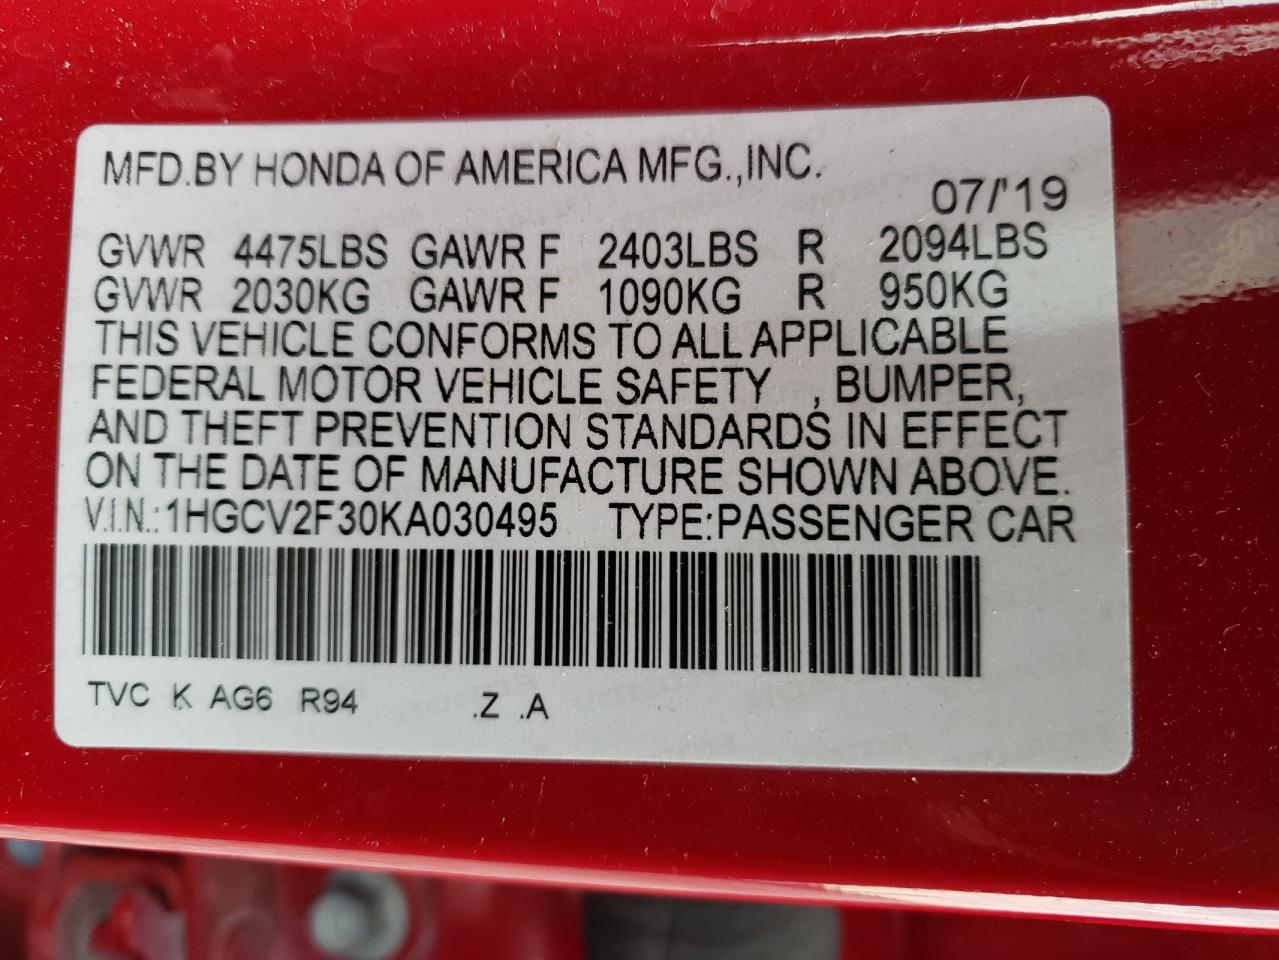 MFD.BY HONDA OF AMERICA MFG.,INC.
07/'19
GVWR 4475LBS GAWR F 2403LBS R 2094LBS
GVWR 2030KG GAWR F 1090KG R 950KG
THIS VEHICLE CONFORMS TO ALL APPLICABLE
FEDERAL MOTOR VEHICLE SAFETY , BUMPER,
AND THEFT PREVENTION STANDARDS IN EFFECT
ON THE DATE OF MANUFACTURE SHOWN ABOVE.
V.I.N.:1HGCV2F30KA030495 TYPE:PASSENGER CAR
TVC K AG6 R94 .Z .A